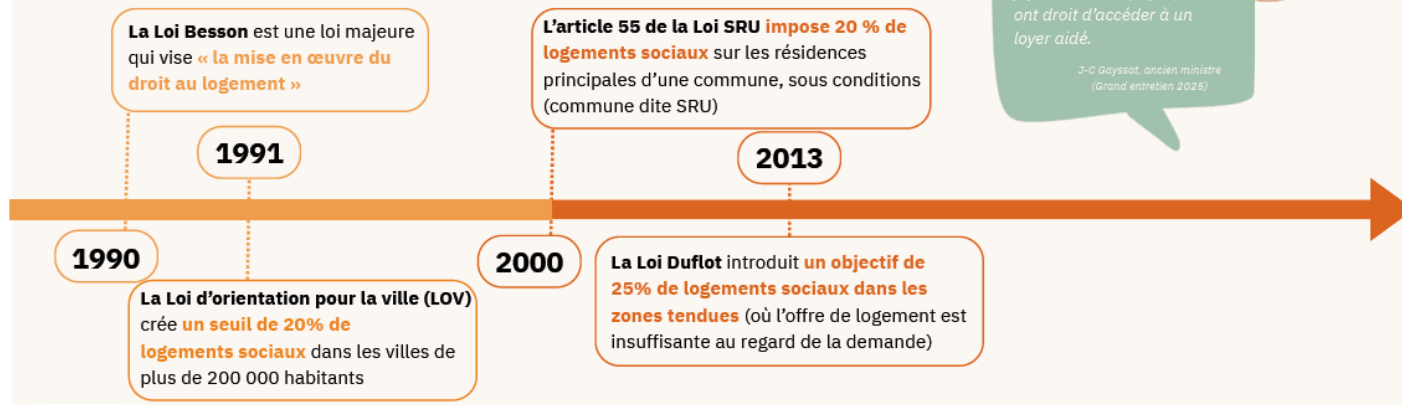 La Loi Besson est une loi majeure
qui vise « la mise en œuvre du
droit au logement »
1990
1991
La Loi d’orientation pour la ville (LOV)
crée un seuil de 20% de
logements sociaux dans les villes de
plus de 200 000 habitants
L’article 55 de la Loi SRU impose 20 % de
logements sociaux sur les résidences
principales d’une commune, sous conditions
(commune dite SRU)
2000
2013
La Loi Duflot introduit un objectif de
25% de logements sociaux dans les
zones tendues (où l’offre de logement est
insuffisante au regard de la demande)
ont droit d’accéder à un
loyer aidé.
J-C Gayssot, ancien ministre
(Grand entretien 2025)